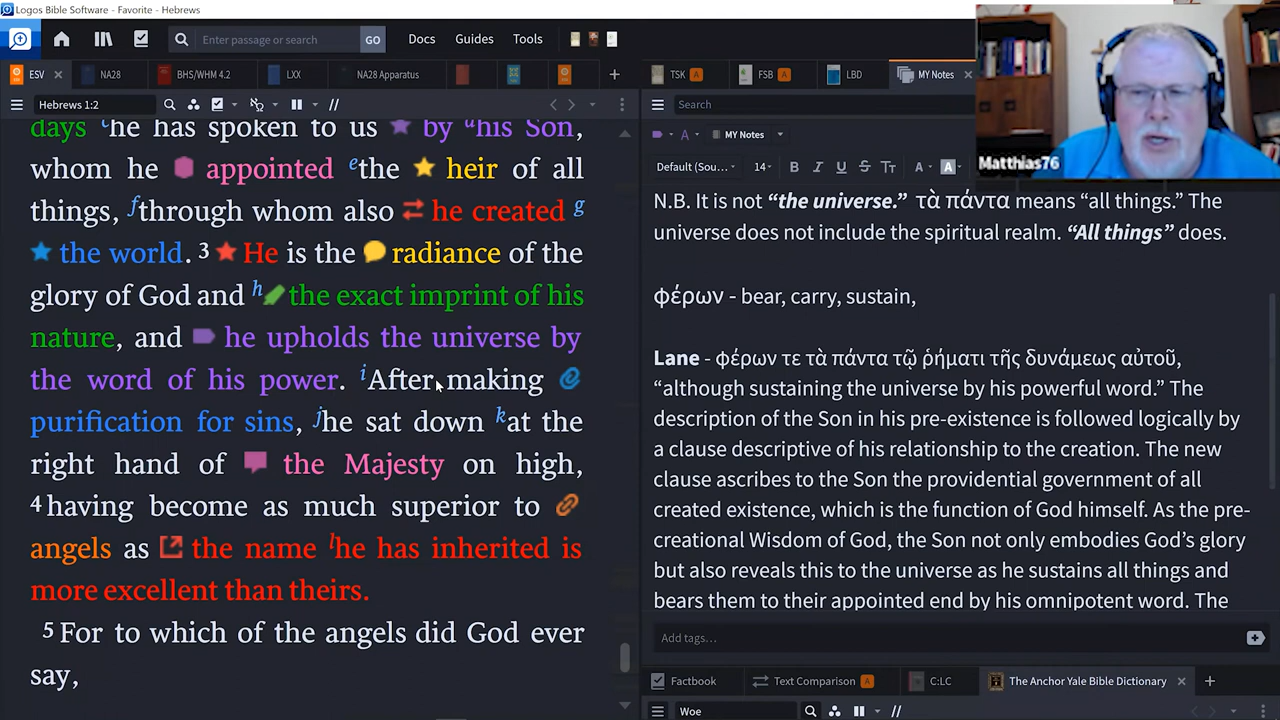 Logos Bible Software - Favorite - Hebrews
Enter passage or search GO Docs Guides Tools
ESV NA28 BHS/WHM 4.2 LXX NA28 Apparatus
TSK A FSB A LBD MY Notes
Hebrews 1:2
Search
A MY Notes
Matthias76
Default (Sou... 14 B I U S Tт A A
days c he has spoken to us by d his Son,
whom he appointed e the heir of all
things, f through whom also he created g
the world. 3 He is the radiance of the
glory of God and h the exact imprint of his
nature, and he upholds the universe by
the word of his power. i After making
purification for sins, j he sat down k at the
right hand of the Majesty on high,
4 having become as much superior to
angels as the name l he has inherited is
more excellent than theirs.
5 For to which of the angels did God ever
say,
N.B. It is not “the universe.” τὰ πάντα means “all things.” The
universe does not include the spiritual realm. “All things” does.
φέρων - bear, carry, sustain,
Lane - φέρων τε τὰ πάντα τῷ ῥήματι τῆς δυνάμεως αὐτοῦ,
“although sustaining the universe by his powerful word.” The
description of the Son in his pre-existence is followed logically by
a clause descriptive of his relationship to the creation. The new
clause ascribes to the Son the providential government of all
created existence, which is the function of God himself. As the pre-
creational Wisdom of God, the Son not only embodies God’s glory
but also reveals this to the universe as he sustains all things and
bears them to their appointed end by his omnipotent word. The
Add tags...
Factbook Text Comparison A C:LC The Anchor Yale Bible Dictionary
Woe